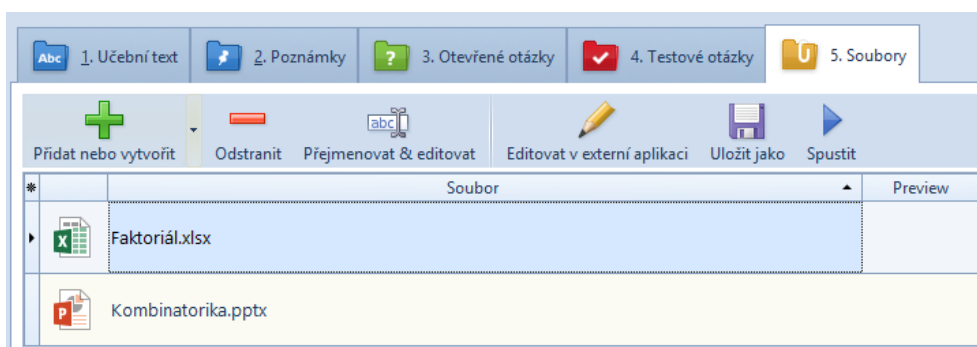 Abc 1. Učební text 2. Poznámky ? 3. Otevřené otázky 4. Testové otázky 5. Soubory
Přidat nebo vytvořit Odstranit abc Přejmenovat & editovat Editovat v externí aplikaci Uložit jako Spustit
Soubor Preview
X Faktoriál.xlsx
P Kombinatorika.pptx